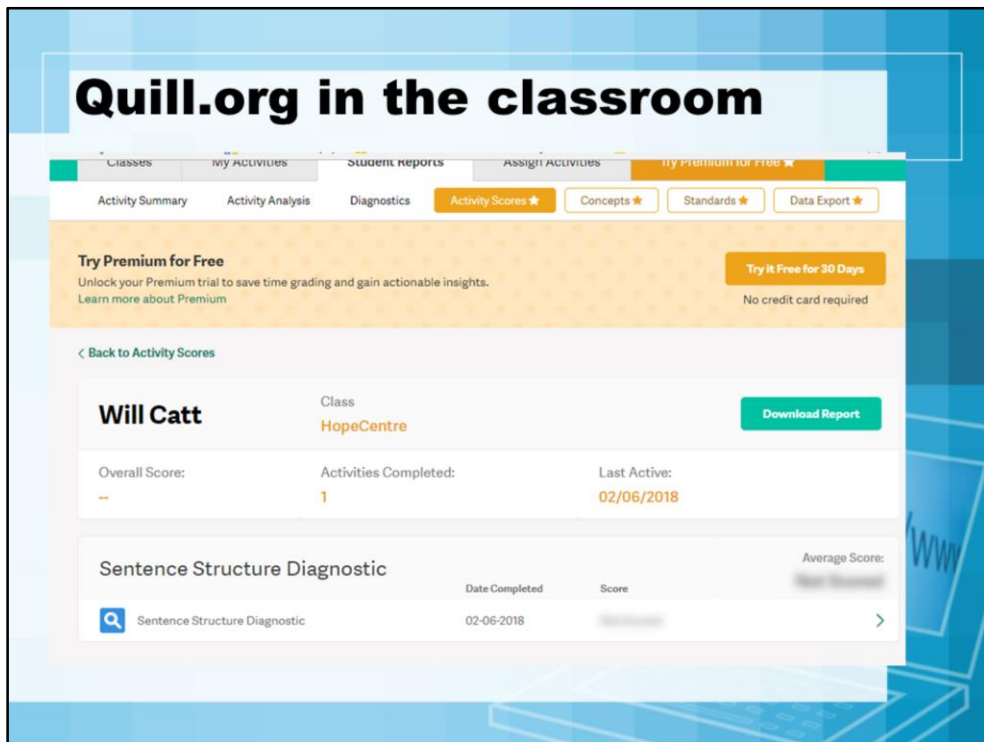 Quill.org in the classroom
Classes My Activities Student Reports Assign Activities Try Premium for Free
Activity Summary Activity Analysis Diagnostics Activity Scores Concepts Standards Data Export
Try Premium for Free
Unlock your Premium trial to save time grading and gain actionable insights.
Learn more about Premium
Try it Free for 30 Days
No credit card required
< Back to Activity Scores
Will Catt
Class
HopeCentre
Download Report
Overall Score:
--
Activities Completed:
1
Last Active:
02/06/2018
Sentence Structure Diagnostic
Average Score:
Date Completed Score
Sentence Structure Diagnostic 02-06-2018
/WWW